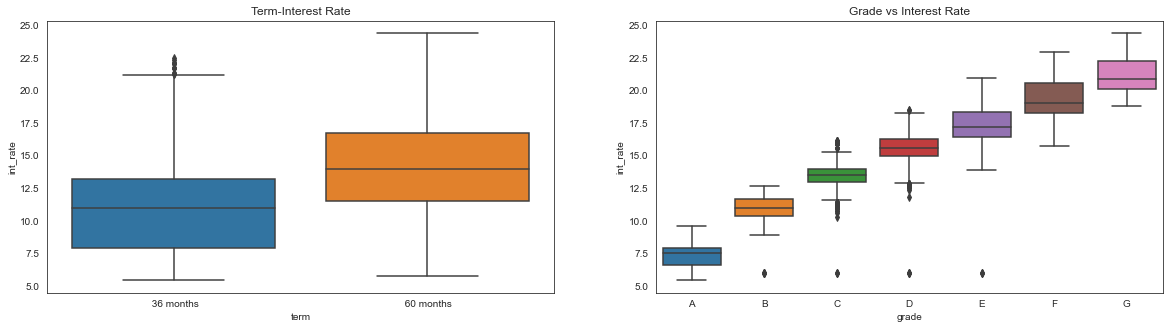 Term-Interest Rate
25.0
22.5
20.0
17.5
15.0
12.5
10.0
7.5
5.0
int_rate
36 months
60 months
term
Grade vs Interest Rate
25.0
22.5
20.0
17.5
15.0
12.5
10.0
7.5
5.0
int_rate
A
B
C
D
E
F
G
grade